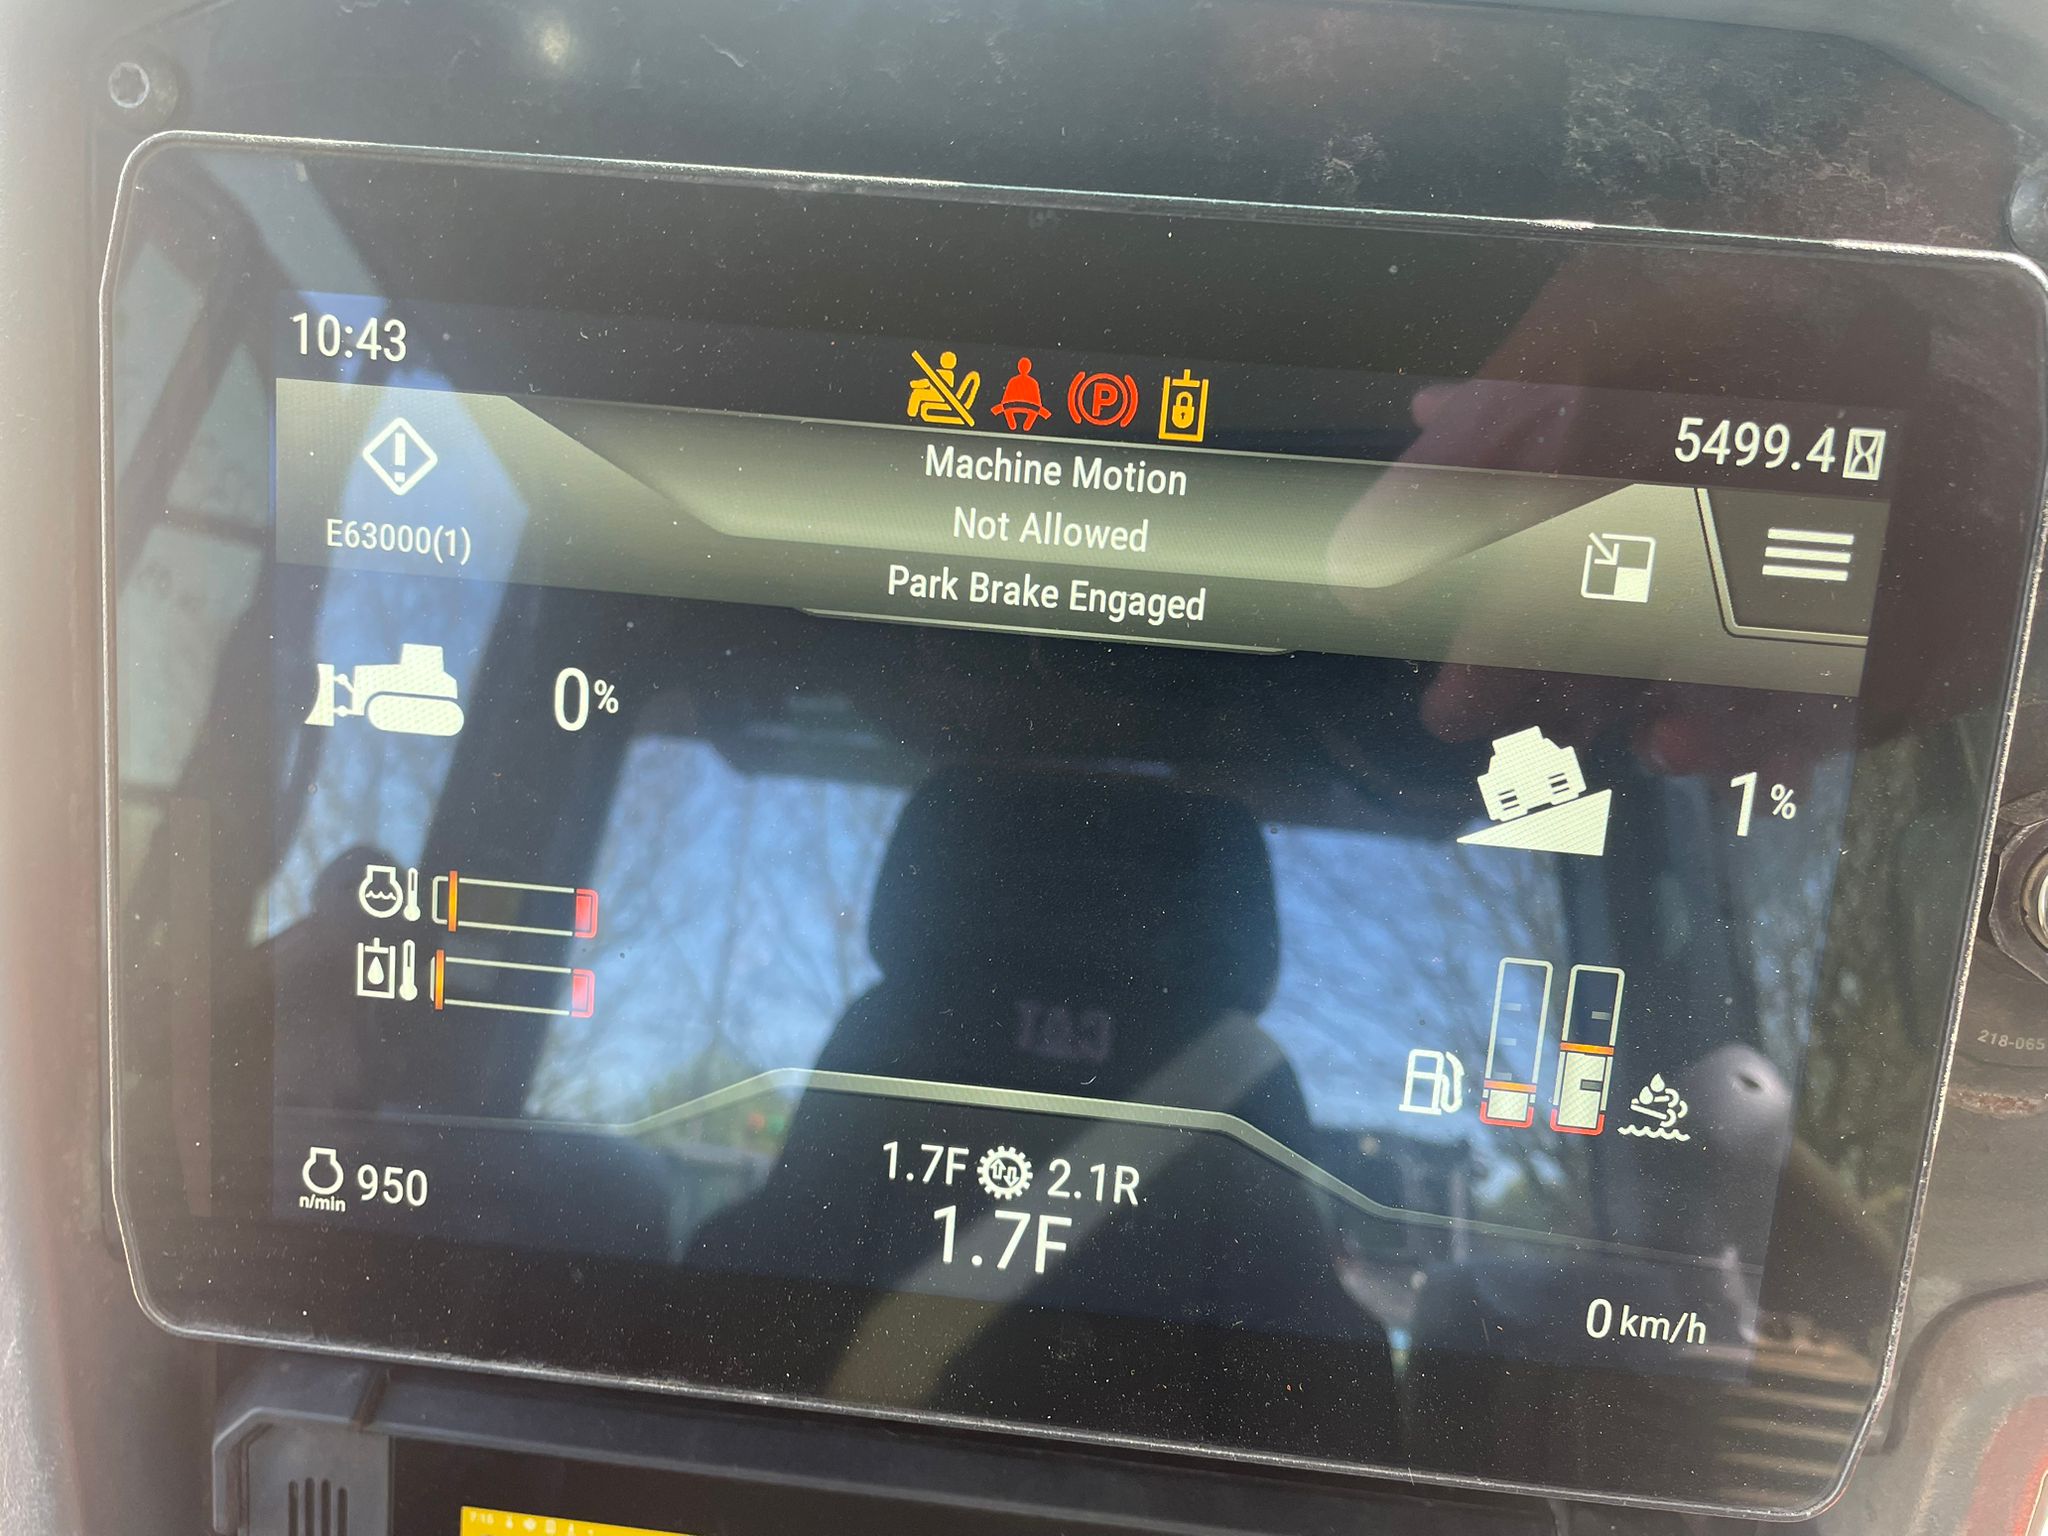 10:43
5499.4
Machine Motion
Not Allowed
Park Brake Engaged
E63000(1)
0%
1%
950
n/min
1.7F 2.1R
1.7F
0 km/h
218-065
CAT
P